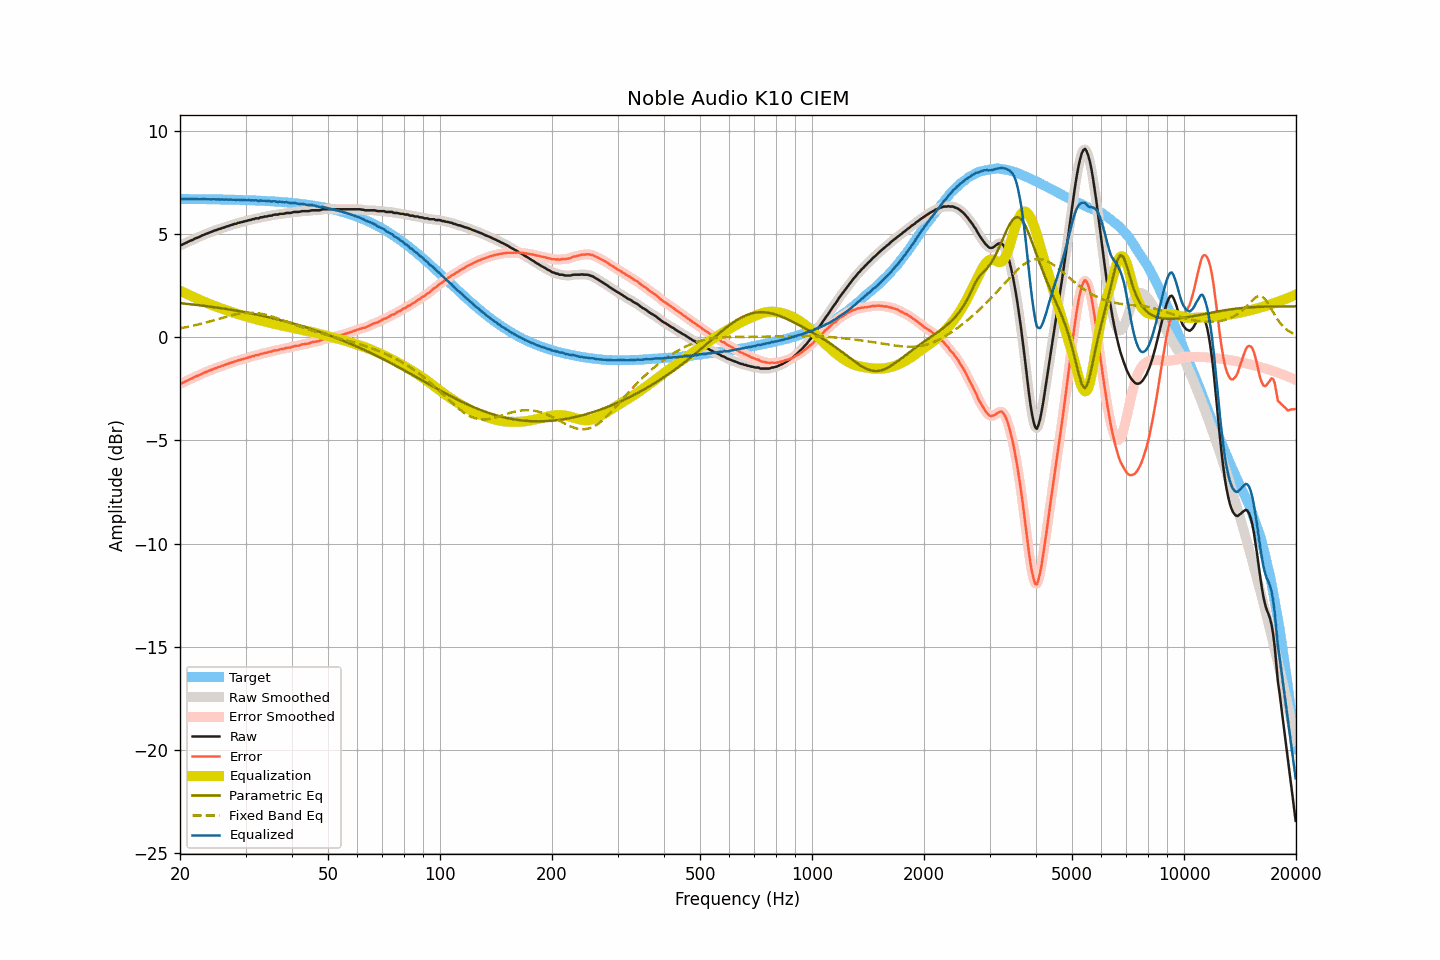 Noble Audio K10 CIEM
10
5
0
−5
−10
−15
−20
−25
Amplitude (dBr)
Target
Raw Smoothed
Error Smoothed
Raw
Error
Equalization
Parametric Eq
Fixed Band Eq
Equalized
20 50 100 200 500 1000 2000 5000 10000 20000
Frequency (Hz)